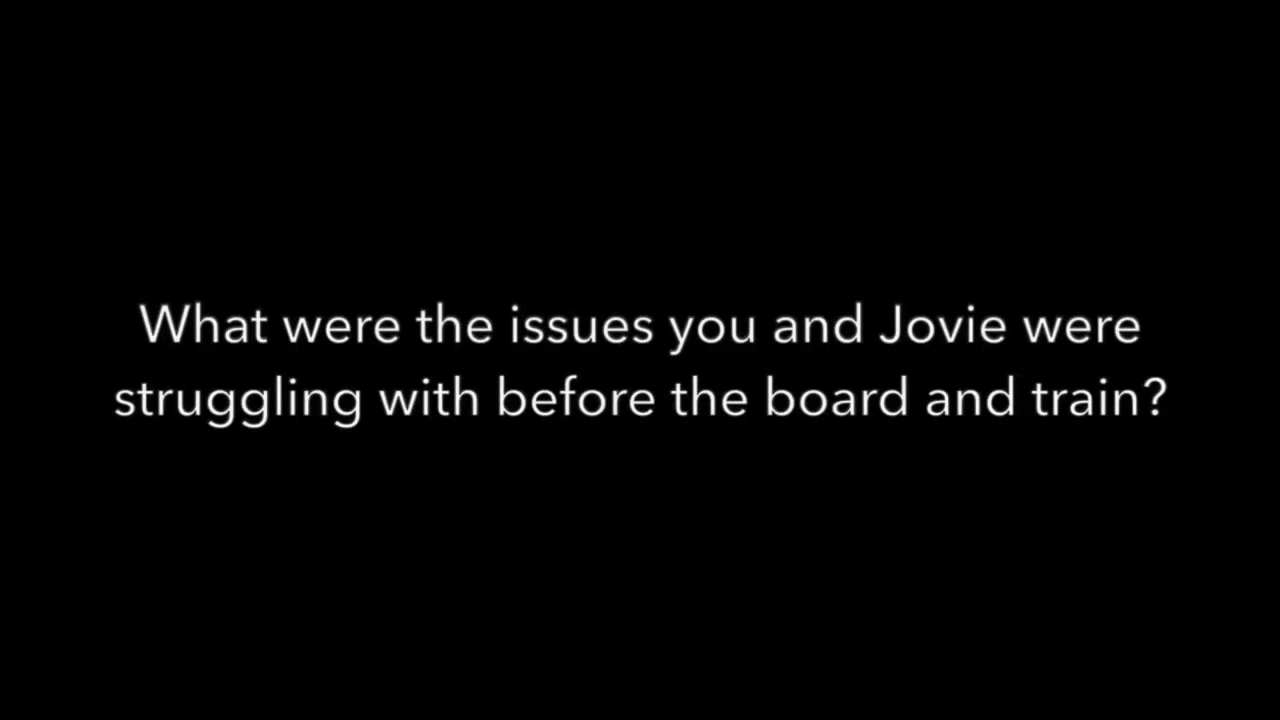 What were the issues you and Jovie were
struggling with before the board and train?